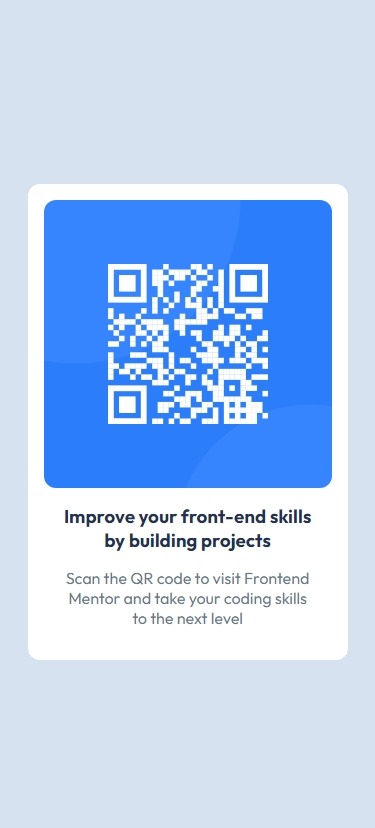 Improve your front-end skills
by building projects
Scan the QR code to visit Frontend
Mentor and take your coding skills
to the next level